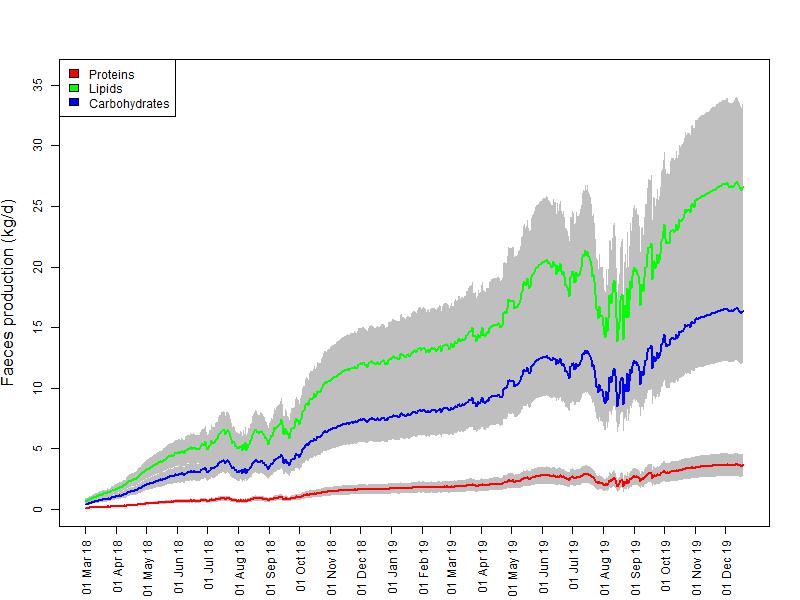 Proteins
Lipids
Carbohydrates
Faeces production (kg/d)
35
30
25
20
15
10
5
0
01 Mar 18
01 Apr 18
01 May 18
01 Jun 18
01 Jul 18
01 Aug 18
01 Sep 18
01 Oct 18
01 Nov 18
01 Dec 18
01 Jan 19
01 Feb 19
01 Mar 19
01 Apr 19
01 May 19
01 Jun 19
01 Jul 19
01 Aug 19
01 Sep 19
01 Oct 19
01 Nov 19
01 Dec 19